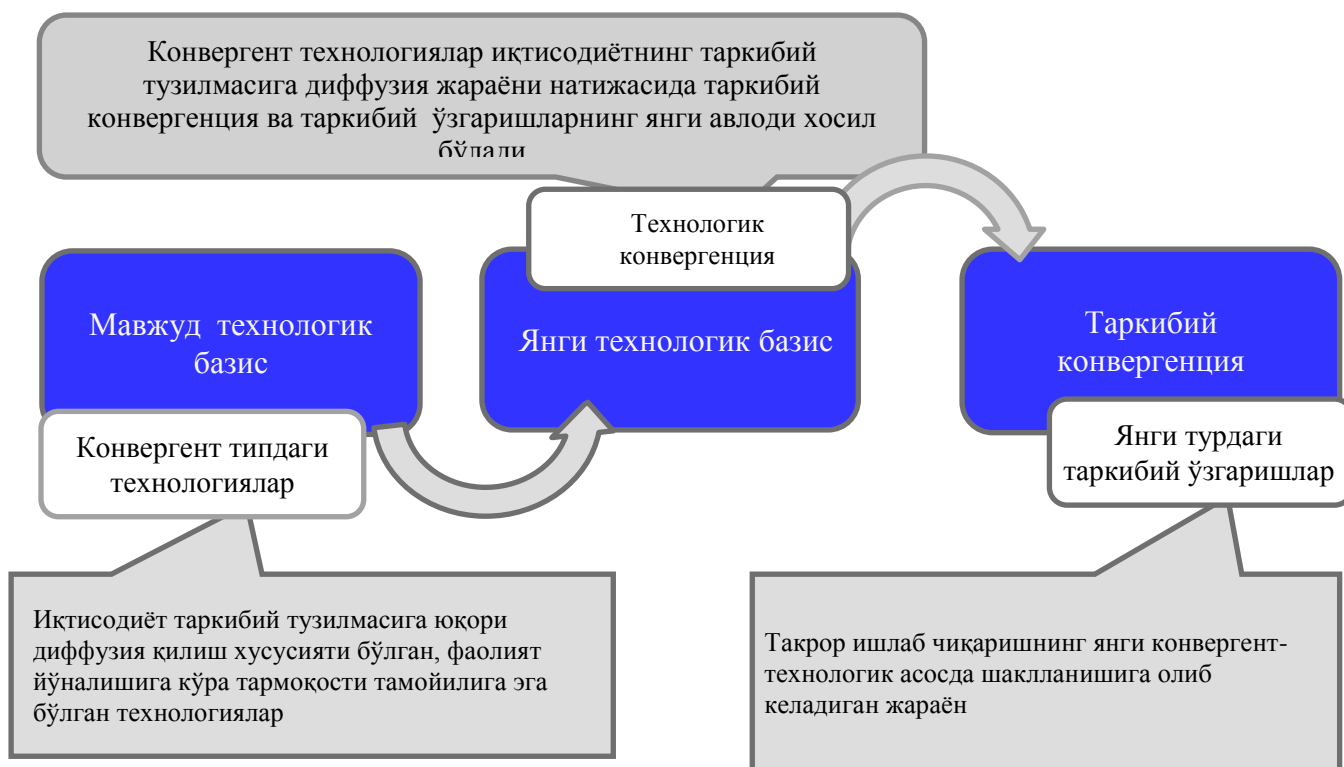 Конвергент технологиялар иқтисодиётнинг таркибий
тузилмасига диффузия жараёни натижасида таркибий
конвергенция ва таркибий ўзгаришларнинг янги авлоди хосил
бўлади
Технологик
конвергенция
Мавжуд технологик
базис
Янги технологик базис
Таркибий
конвергенция
Конвергент типдаги
технологиялар
Янги турдаги
таркибий ўзгаришлар
Иқтисодиёт таркибий тузилмасига юқори
диффузия қилиш хусусияти бўлган, фаолият
йўналишига кўра тармоқости тамойилига эга
бўлган технологиялар
Такрор ишлаб чиқаришнинг янги конвергент-
технологик асосда шаклланишига олиб
келадиган жараён